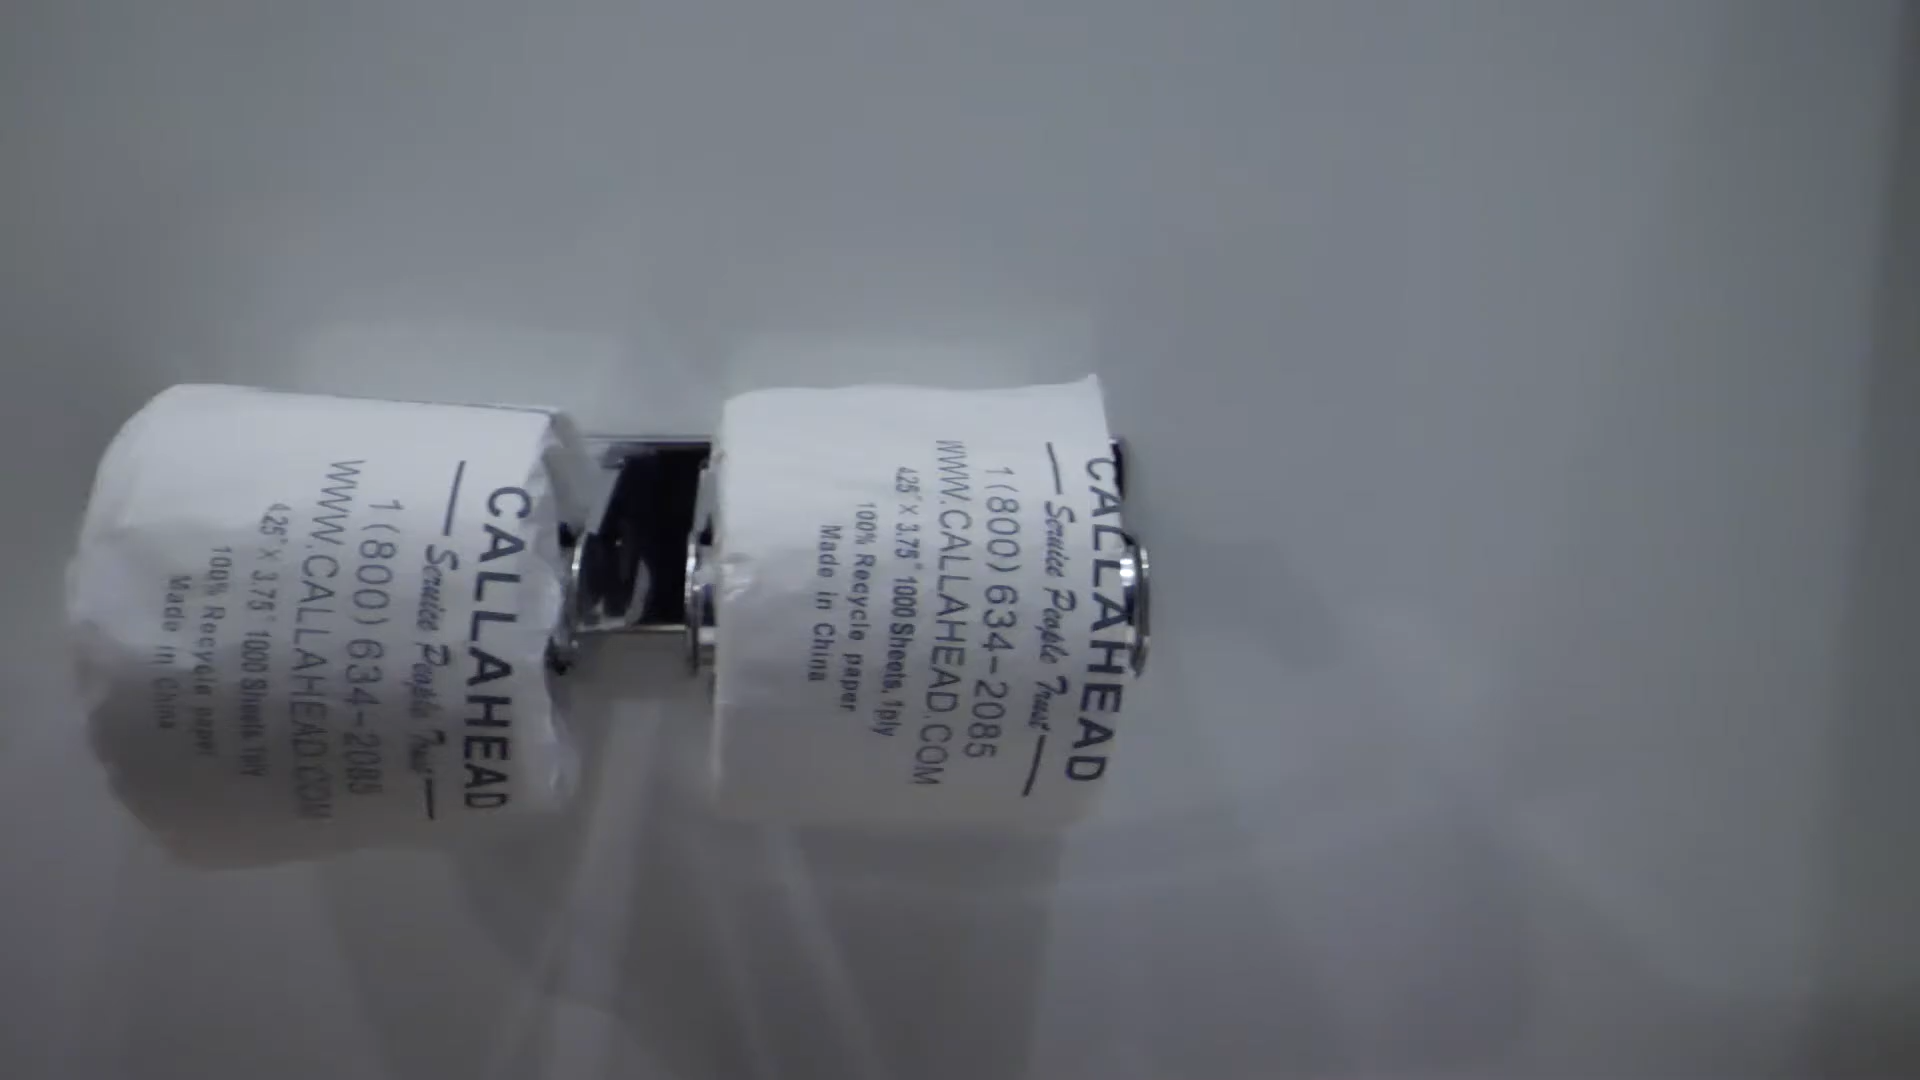 CALLAHEAD
Service People Trust
1(800) 634-2085
WWW.CALLAHEAD.COM
4.25" X 3.75" 1000 Sheets, 1ply
100% Recycle paper
Made in China
CALLAHEAD
Service People Trust
1(800) 634-2085
WWW.CALLAHEAD.COM
4.25" X 3.75" 1000 Sheets, 1ply
100% Recycle paper
Made in China